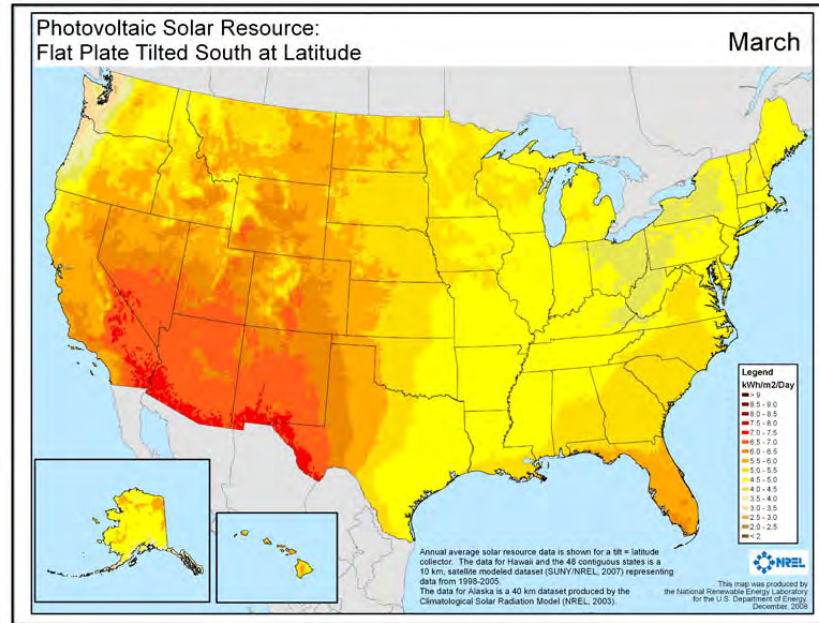 Photovoltaic Solar Resource:
Flat Plate Tilted South at Latitude
March
Legend
kWh/m2/Day
> 9
8.5 - 9.0
8.0 - 8.5
7.5 - 8.0
7.0 - 7.5
6.5 - 7.0
6.0 - 6.5
5.5 - 6.0
5.0 - 5.5
4.5 - 5.0
4.0 - 4.5
3.5 - 4.0
3.0 - 3.5
2.5 - 3.0
2.0 - 2.5
< 2
Annual average solar resource data is shown for a tilt = latitude
collector. The data for Hawaii and the 48 contiguous states is a
10 km, satellite modeled dataset (SUNY/NREL, 2007) representing
data from 1998-2005.
The data for Alaska is a 40 km dataset produced by the
Climatological Solar Radiation Model (NREL, 2003).
NREL
This map was produced by
the National Renewable Energy Laboratory
for the U.S. Department of Energy.
December, 2008